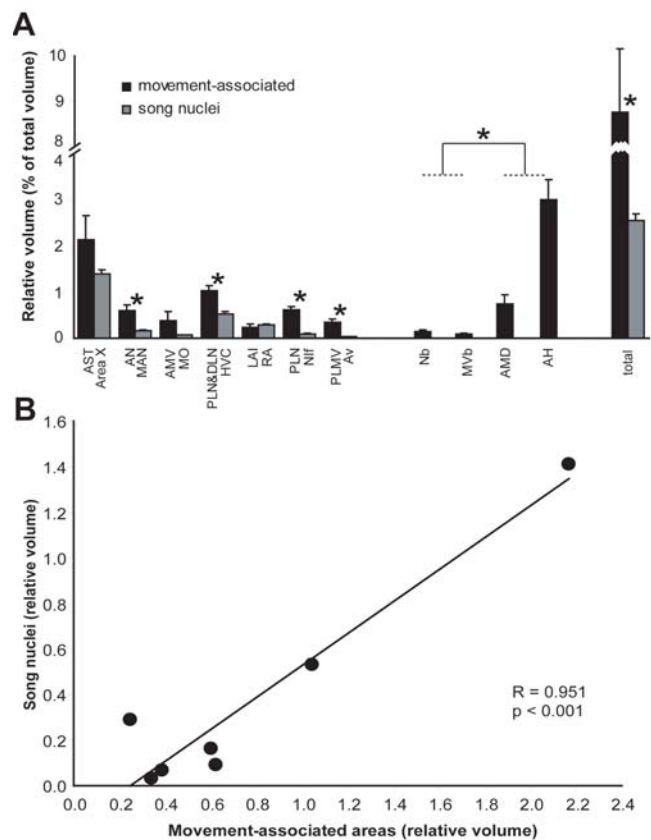 A
Relative volume (% of total volume)
10
9
8
4
3
2
1
0
movement-associated
song nuclei
*
*
*
*
*
*
AST
Area X
AN
MAN
AMV
MO
PLN&DLN
HVC
LAI
RA
PLN
NIf
PLMV
Av
Nb
MVb
AMD
AH
total
B
Song nuclei (relative volume)
1.6
1.4
1.2
1.0
0.8
0.6
0.4
0.2
0.0
R = 0.951
p < 0.001
0.0 0.2 0.4 0.6 0.8 1.0 1.2 1.4 1.6 1.8 2.0 2.2 2.4
Movement-associated areas (relative volume)